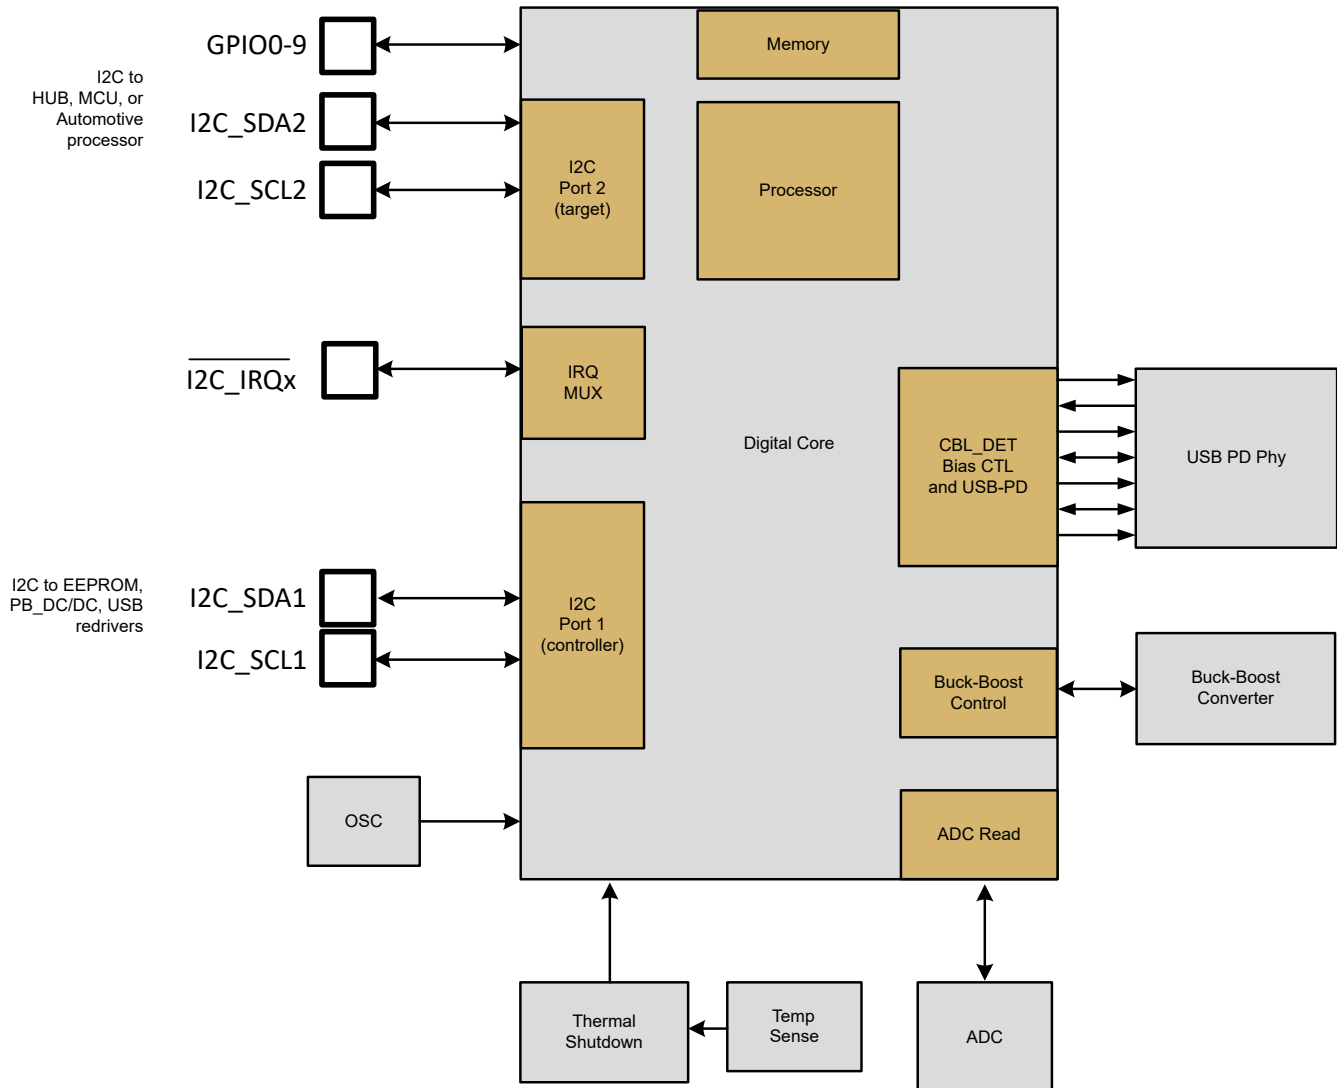 GPIO0-9
I2C to
HUB, MCU, or
Automotive
processor
I2C_SDA2
I2C_SCL2
I2C_IRQx
I2C to EEPROM,
PB_DC/DC, USB
redrivers
I2C_SDA1
I2C_SCL1
OSC
Memory
I2C
Port 2
(target)
Processor
IRQ
MUX
Digital Core
CBL_DET
Bias CTL
and USB-PD
USB PD Phy
I2C
Port 1
(controller)
Buck-Boost
Control
Buck-Boost
Converter
ADC Read
Thermal
Shutdown
Temp
Sense
ADC